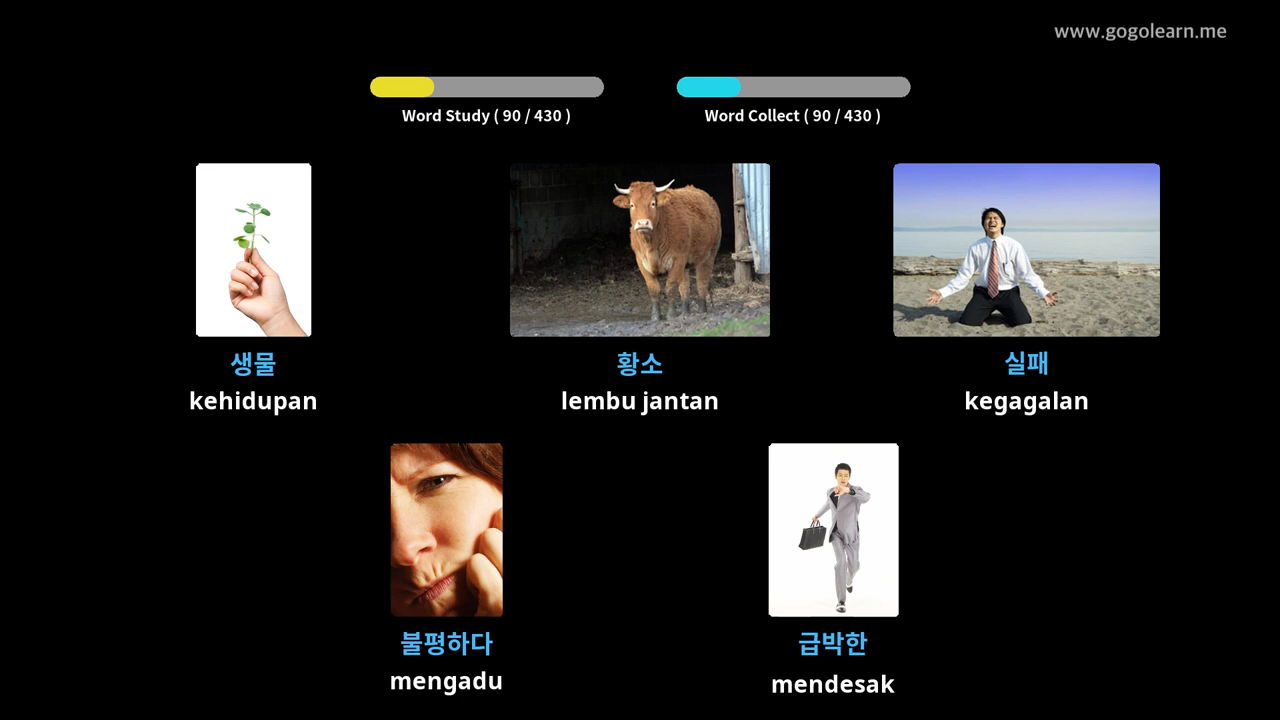 www.gogolearn.me
Word Study ( 90 / 430 )
Word Collect ( 90 / 430 )
생물
kehidupan
황소
lembu jantan
실패
kegagalan
불평하다
mengadu
급박한
mendesak